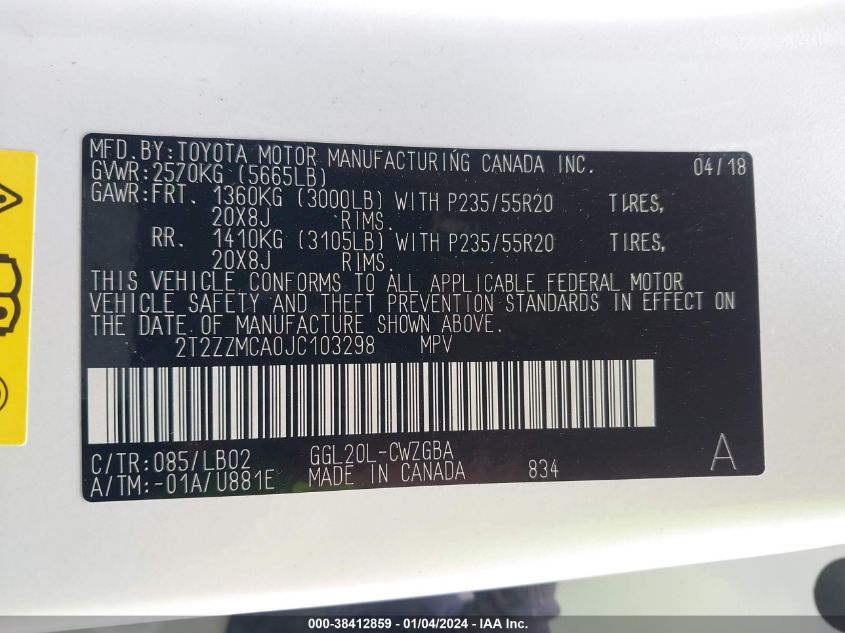 MFD.BY:TOYOTA MOTOR MANUFACTURING CANADA INC. 04/18
GVWR:2570KG (5665LB)
GAWR:FRT. 1360KG (3000LB) WITH P235/55R20 TIRES,
20X8J RIMS.
RR. 1410KG (3105LB) WITH P235/55R20 TIRES,
20X8J RIMS.
THIS VEHICLE CONFORMS TO ALL APPLICABLE FEDERAL MOTOR
VEHICLE SAFETY AND THEFT PREVENTION STANDARDS IN EFFECT ON
THE DATE OF MANUFACTURE SHOWN ABOVE.
2T2ZZMCA0JC103298 MPV
C/TR:085/LB02 GGL20L-CWZGBA A
A/TM:-01A/U881E MADE IN CANADA 834
000-38412859 - 01/04/2024 - IAA Inc.